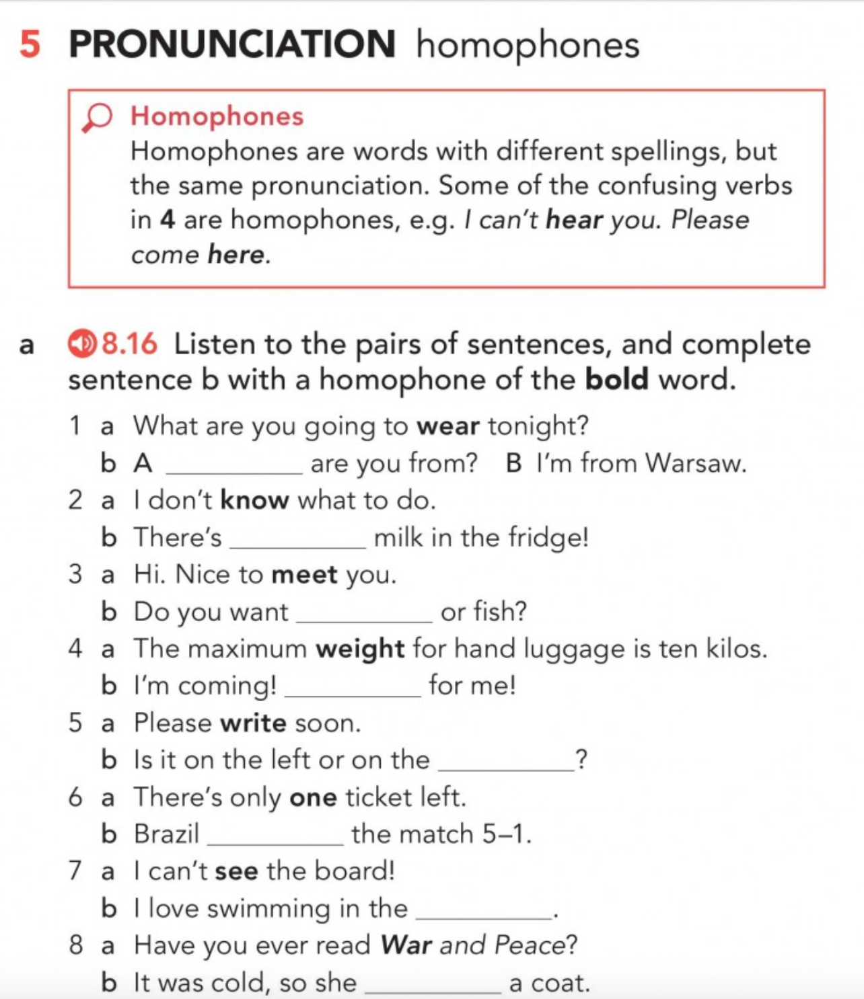 5 PRONUNCIATION homophones
Homophones
Homophones are words with different spellings, but
the same pronunciation. Some of the confusing verbs
in 4 are homophones, e.g. I can't hear you. Please
come here.
a 8.16 Listen to the pairs of sentences, and complete
sentence b with a homophone of the bold word.
1 a What are you going to wear tonight?
b A __________ are you from? B I'm from Warsaw.
2 a I don't know what to do.
b There's __________ milk in the fridge!
3 a Hi. Nice to meet you.
b Do you want __________ or fish?
4 a The maximum weight for hand luggage is ten kilos.
b I'm coming! __________ for me!
5 a Please write soon.
b Is it on the left or on the __________?
6 a There's only one ticket left.
b Brazil __________ the match 5–1.
7 a I can't see the board!
b I love swimming in the __________.
8 a Have you ever read War and Peace?
b It was cold, so she __________ a coat.